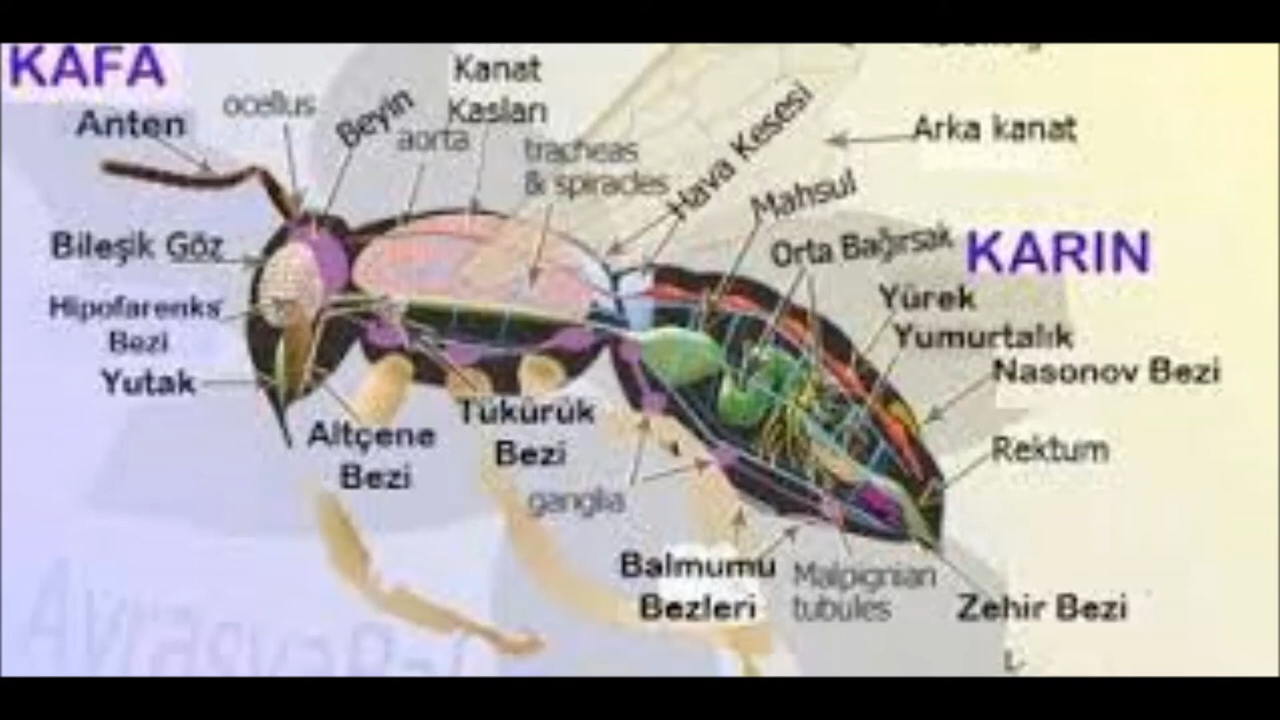 KAFA
Kanat
Kasları
Anten
ocellus
Beyin
aorta
tracheas
& spiracles
Hava Kesesi
Arka kanat
Mahsul
Orta Bağırsak
KARIN
Bileşik Göz
Yürek
Hipofarenks
Bezi
Yumurtalık
Nasonov Bezi
Yutak
Altçene
Bezi
Tükürük
Bezi
Rektum
ganglia
Balmumu
Bezleri
Malpignian
tubules
Zehir Bezi